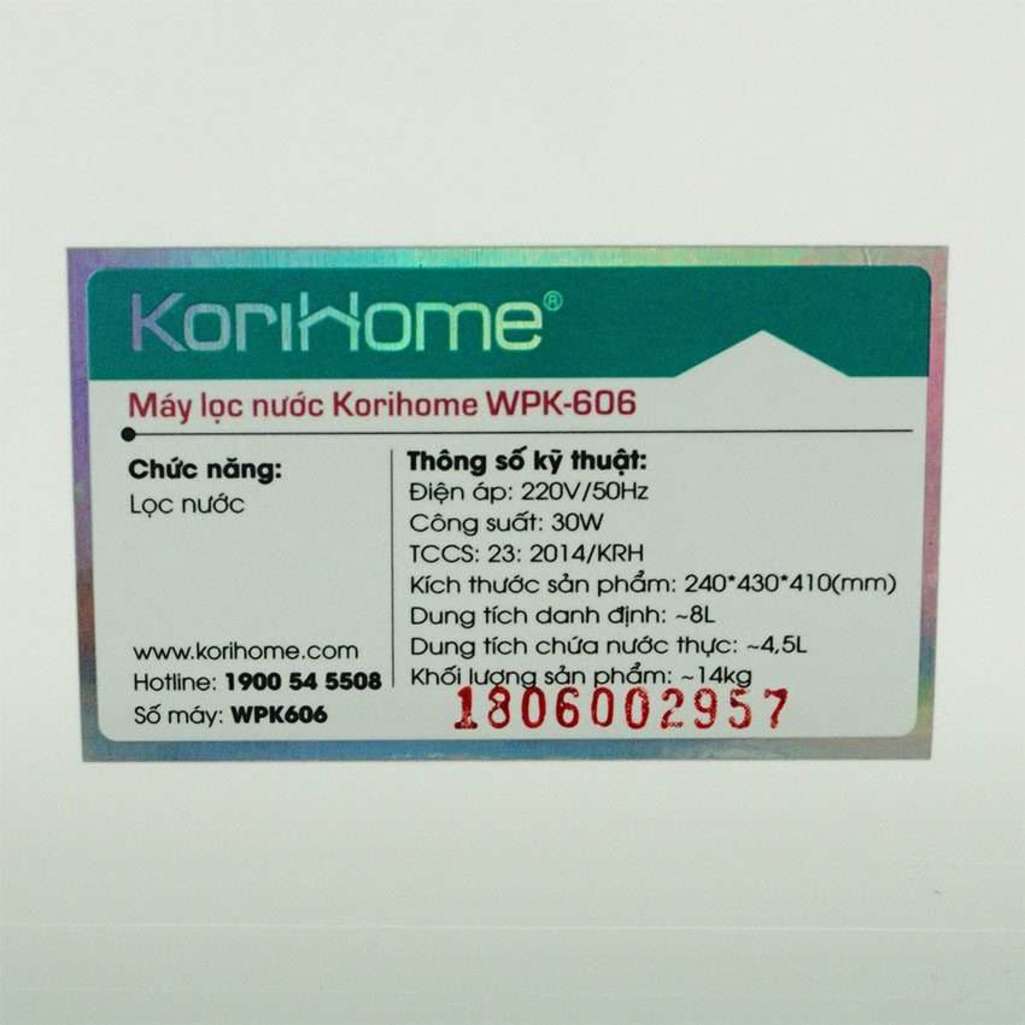 KoriHome®
Máy lọc nước Korihome WPK-606
Chức năng:
Lọc nước
www.korihome.com
Hotline: 1900 54 5508
Số máy: WPK606
Thông số kỹ thuật:
Điện áp: 220V/50Hz
Công suất: 30W
TCCS: 23: 2014/KRH
Kích thước sản phẩm: 240*430*410(mm)
Dung tích danh định: ~8L
Dung tích chứa nước thực: ~4,5L
Khối lượng sản phẩm: ~14kg
1806002957